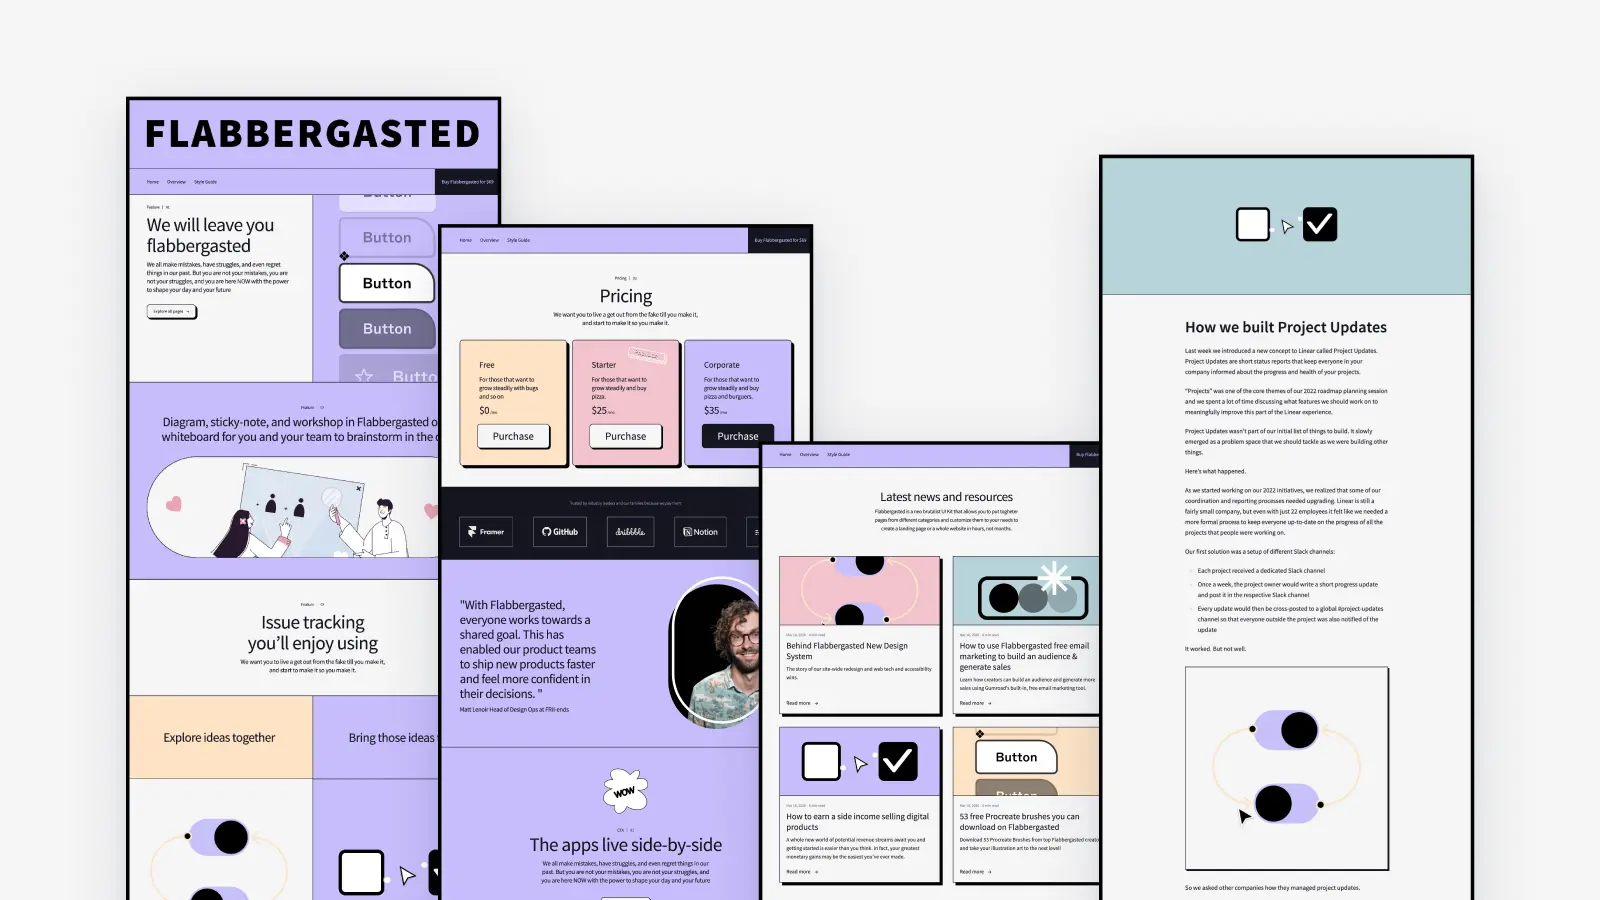 FLABBERGASTED
Home Overview Style Guide
Buy Flabbergasted for $69
Feature | 01
We will leave you
flabbergasted
We all make mistakes, have struggles, and even regret
things in our past. But you are not your mistakes, you are
not your struggles, and you are here NOW with the power
to shape your day and your future
Explore all pages →
Button
Button
Button
Button
Butto
Feature
Diagram, sticky-note, and workshop in Flabbergasted o
whiteboard for you and your team to brainstorm in the
Feature
Issue tracking
you'll enjoy using
We want you to live a get out from the fake till you make it,
and start to make it so you make it.
Explore ideas together
Bring those ideas
Home Overview Style Guide
Buy Flabbergasted for $69
Pricing
Pricing
We want you to live a get out from the fake till you make it,
and start to make it so you make it.
Free
For those that want to
grow steadily with bugs
and so on
$0 /mo
Purchase
Starter
For those that want to
grow steadily and buy
pizza.
$25 /mo
Purchase
Corporate
For those that want to
grow steadily and buy
pizza and burguers.
$35 /mo
Purchase
Trusted by industry leaders and our families because we pay them
Framer
GitHub
dribbble
Notion
"With Flabbergasted,
everyone works towards a
shared goal. This has
enabled our product teams
to ship new products faster
and feel more confident in
their decisions. "
Matt Lenoir Head of Design Ops at FRII-ends
WOW
CTA | 01
The apps live side-by-side
We all make mistakes, have struggles, and even regret things in our
past. But you are not your mistakes, you are not your struggles, and
you are here NOW with the power to shape your day and your future
Home Overview Style Guide
Buy Flabbe
Latest news and resources
Flabbergasted is a new brutalist UI Kit that allows you to put togheter
pages from different categories and customize them to your needs to
create a landing page or a whole website in hours, not months.
Behind Flabbergasted New Design
System
The story of our site-wide redesign and web tech and accessibility
wins.
Read more →
How to use Flabbergasted free email
marketing to build an audience &
generate sales
Learn how creators can build an audience and generate more
sales using Gumroad's built-in, free email marketing tool.
Read more →
How to earn a side income selling digital
products
A whole new world of potential revenue streams await you and
getting started is easier than you think. In fact, your greatest
monetary gains may be the easiest you've ever made.
Read more →
Button
Button
53 free Procreate brushes you can
download on Flabbergasted
Download 53 Procreate Brushes from top Flabbergasted
and take your illustration art to the next level!
Read more →
How we built Project Updates
Last week we introduced a new concept to Linear called Project Updates.
Project Updates are short status reports that keep everyone in your
company informed about the progress and health of your projects.
"Projects" was one of the core themes of our 2022 roadmap planning session
and we spent a lot of time discussing what features we should work on to
meaningfully improve this part of the Linear experience.
Project Updates wasn't part of our initial list of things to build. It slowly
emerged as a problem space that we should tackle as we were building other
things.
Here's what happened.
As we started working on our 2022 initiatives, we realized that some of our
coordination and reporting processes needed upgrading. Linear is still a
fairly small company, but even with just 22 employees it felt like we needed a
more formal process to keep everyone up-to-date on the progress of all the
projects that people were working on.
Our first solution was a setup of different Slack channels:
Each project received a dedicated Slack channel
Once a week, the project owner would write a short progress update
and post it in the respective Slack channel
Every update would then be cross-posted to a global #project-updates
channel so that everyone outside the project was also notified of the
update
It worked. But not well.
So we asked other companies how they managed project updates.